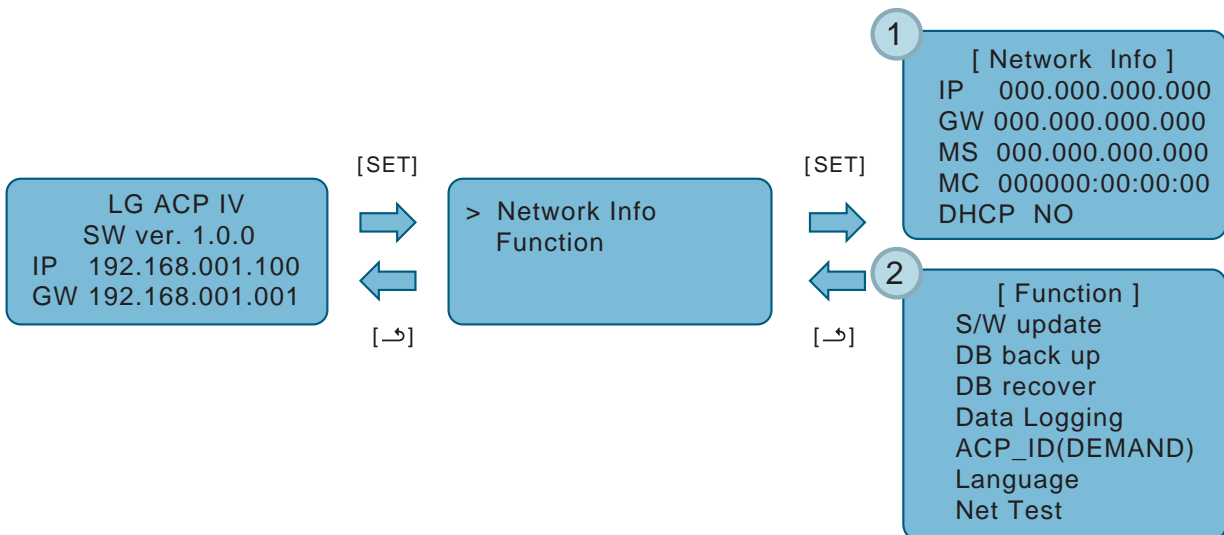 LG ACP IV
SW ver. 1.0.0
IP 192.168.001.100
GW 192.168.001.001
[SET]
[⮍]
> Network Info
Function
[SET]
[⮍]
1
[ Network Info ]
IP 000.000.000.000
GW 000.000.000.000
MS 000.000.000.000
MC 000000:00:00:00
DHCP NO
2
[ Function ]
S/W update
DB back up
DB recover
Data Logging
ACP_ID(DEMAND)
Language
Net Test